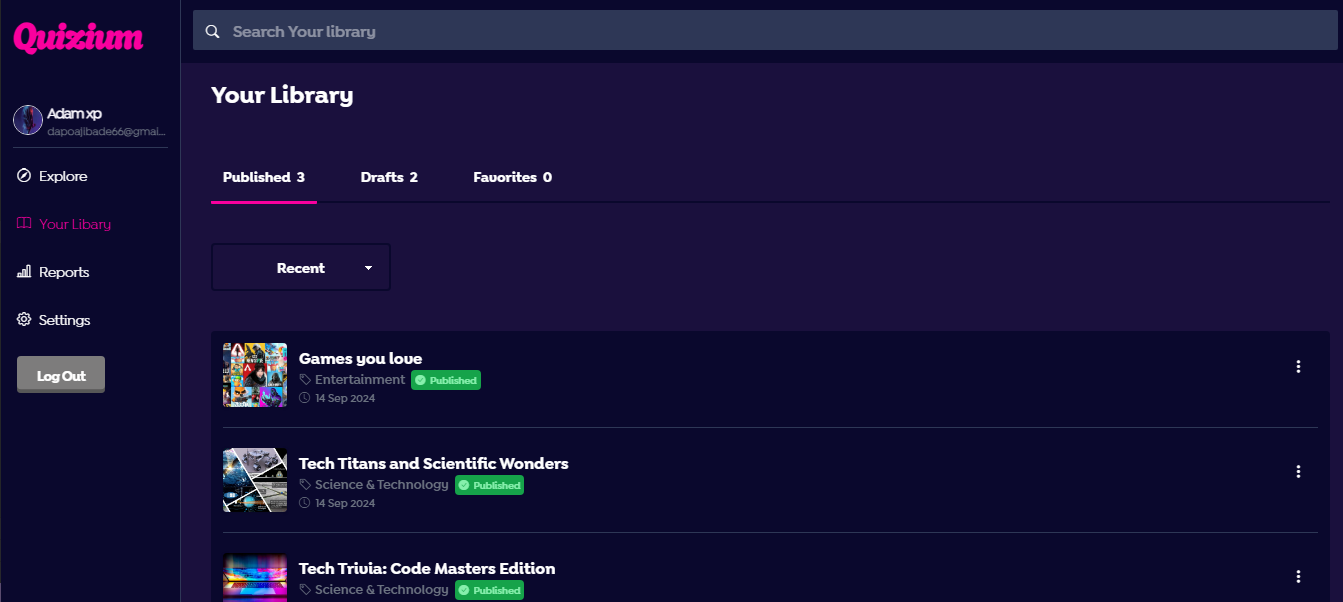 Quizium
Search Your library
Adam xp
dapoajibade66@gmai...
Explore
Your Libary
Reports
Settings
Log Out
Your Library
Published 3
Drafts 2
Favorites 0
Recent
Games you love
Entertainment Published
14 Sep 2024
Tech Titans and Scientific Wonders
Science & Technology Published
14 Sep 2024
Tech Trivia: Code Masters Edition
Science & Technology Published